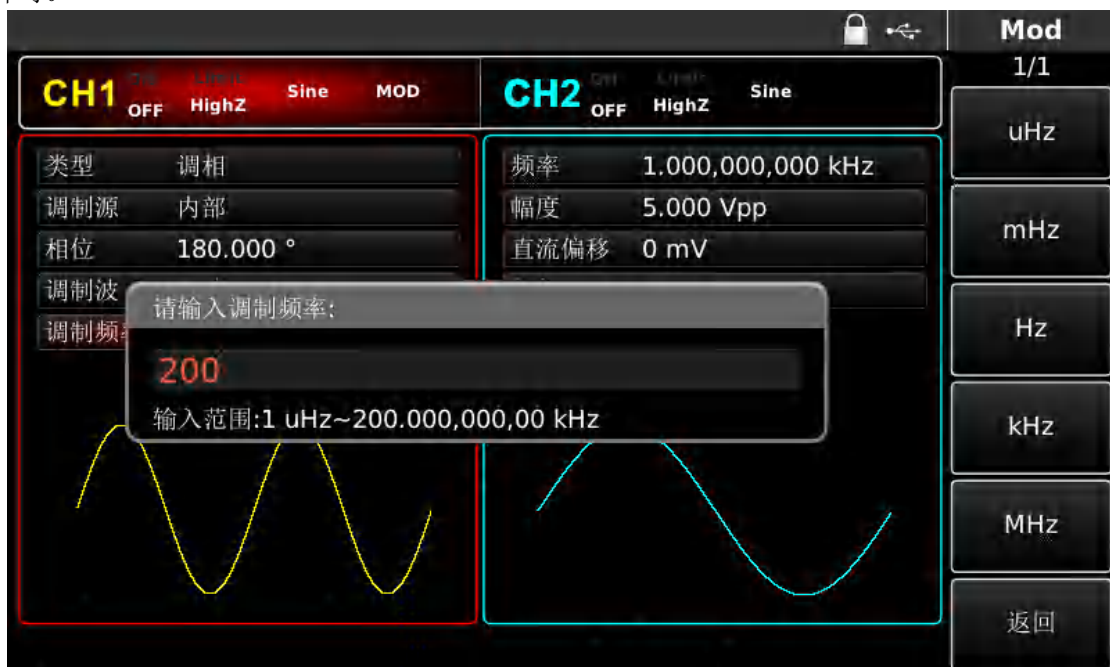 Mod
1/1
CH1 OFF HighZ Sine MOD
CH2 OFF HighZ Sine
类型 调相
调制源 内部
相位 180.000 °
调制波
调制频
频率 1.000,000,000 kHz
幅度 5.000 Vpp
直流偏移 0 mV
请输入调制频率:
200
输入范围:1 uHz~200.000,000,00 kHz
uHz
mHz
Hz
kHz
MHz
返回